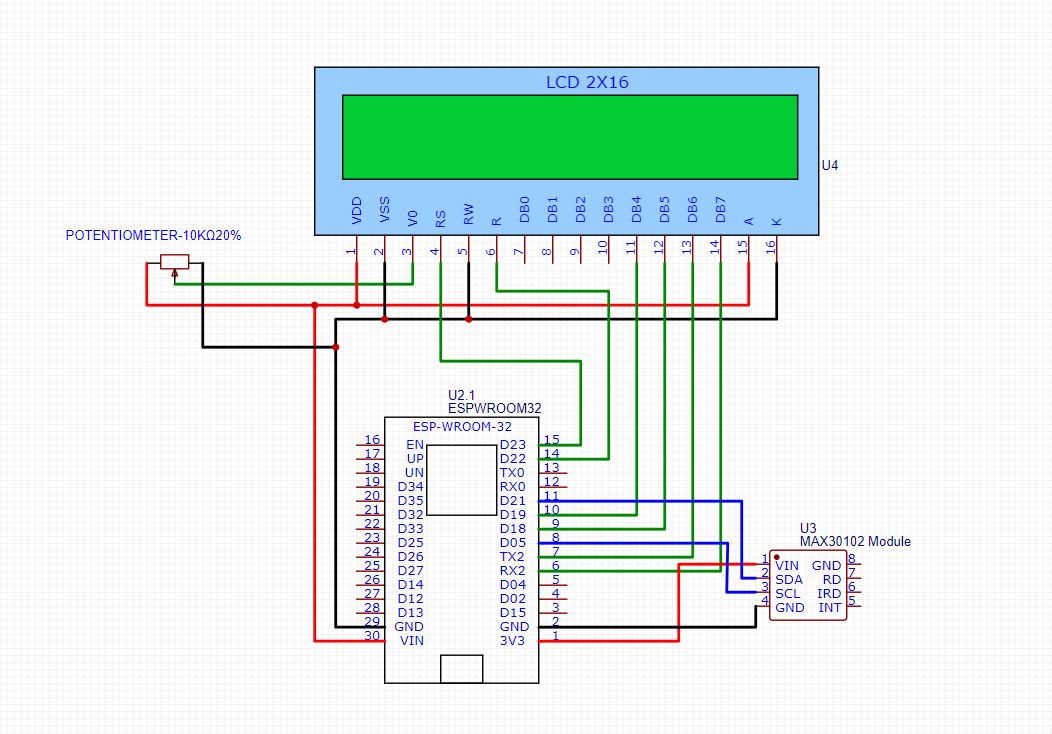 LCD 2X16
U4
VDD VSS V0 RS RW R DB0 DB1 DB2 DB3 DB4 DB5 DB6 DB7 A K
1 2 3 4 5 6 7 8 9 10 11 12 13 14 15 16
POTENTIOMETER-10KΩ20%
U2.1
ESPWROOM32
ESP-WROOM-32
16 EN D23 15
17 UP D22 14
18 UN TX0 13
19 D34 RX0 12
20 D35 D21 11
21 D32 D19 10
22 D33 D18 9
23 D25 D05 8
24 D26 TX2 7
25 D27 RX2 6
26 D14 D04 5
27 D12 D02 4
28 D13 D15 3
29 GND GND 2
30 VIN 3V3 1
U3
MAX30102 Module
1 VIN GND 8
2 SDA RD 7
3 SCL IRD 6
4 GND INT 5